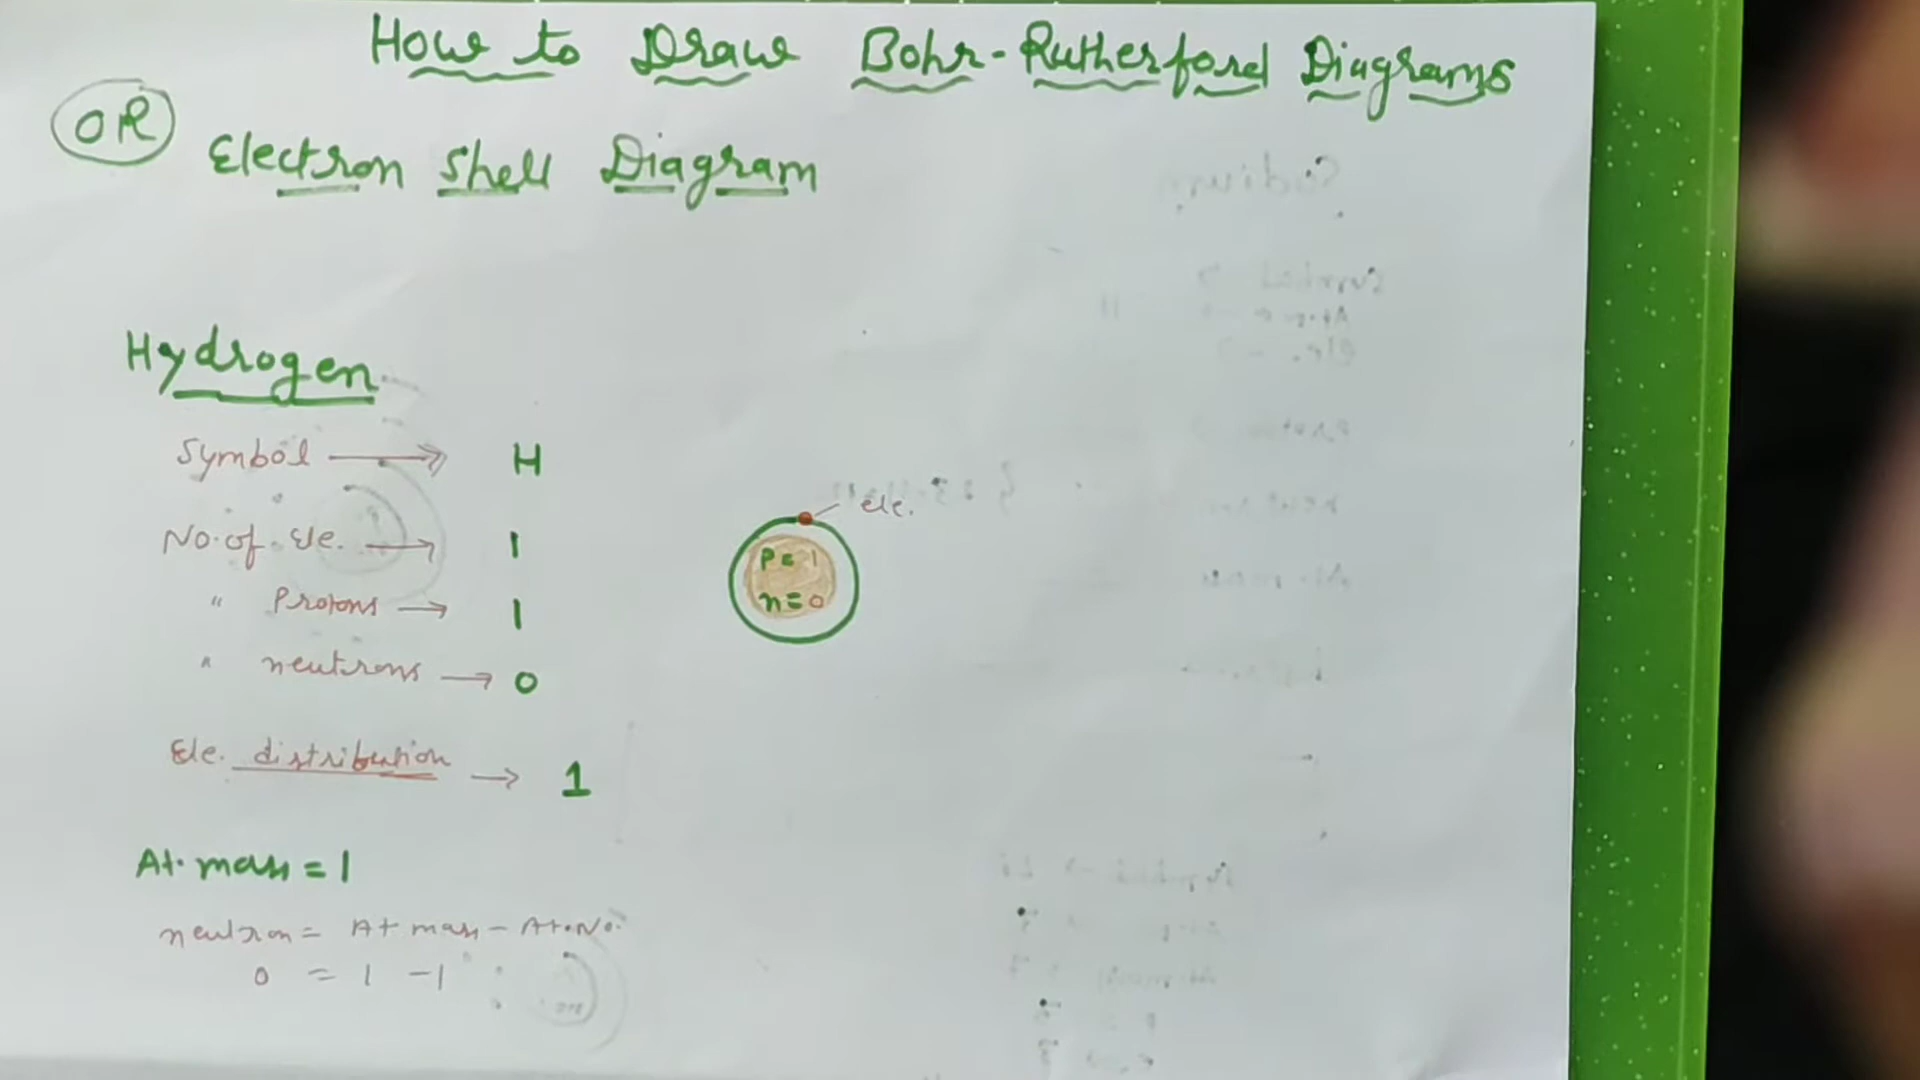 How to Draw Bohr-Rutherford Diagrams
OR
Electron Shell Diagram
Hydrogen
Symbol → H
No. of ele. → 1
" Protons → 1
" neutrons → 0
ele.
P = 1
n = 0
Ele. distribution → 1
At. mass = 1
neutron = At mass - At. No.
0 = 1 - 1